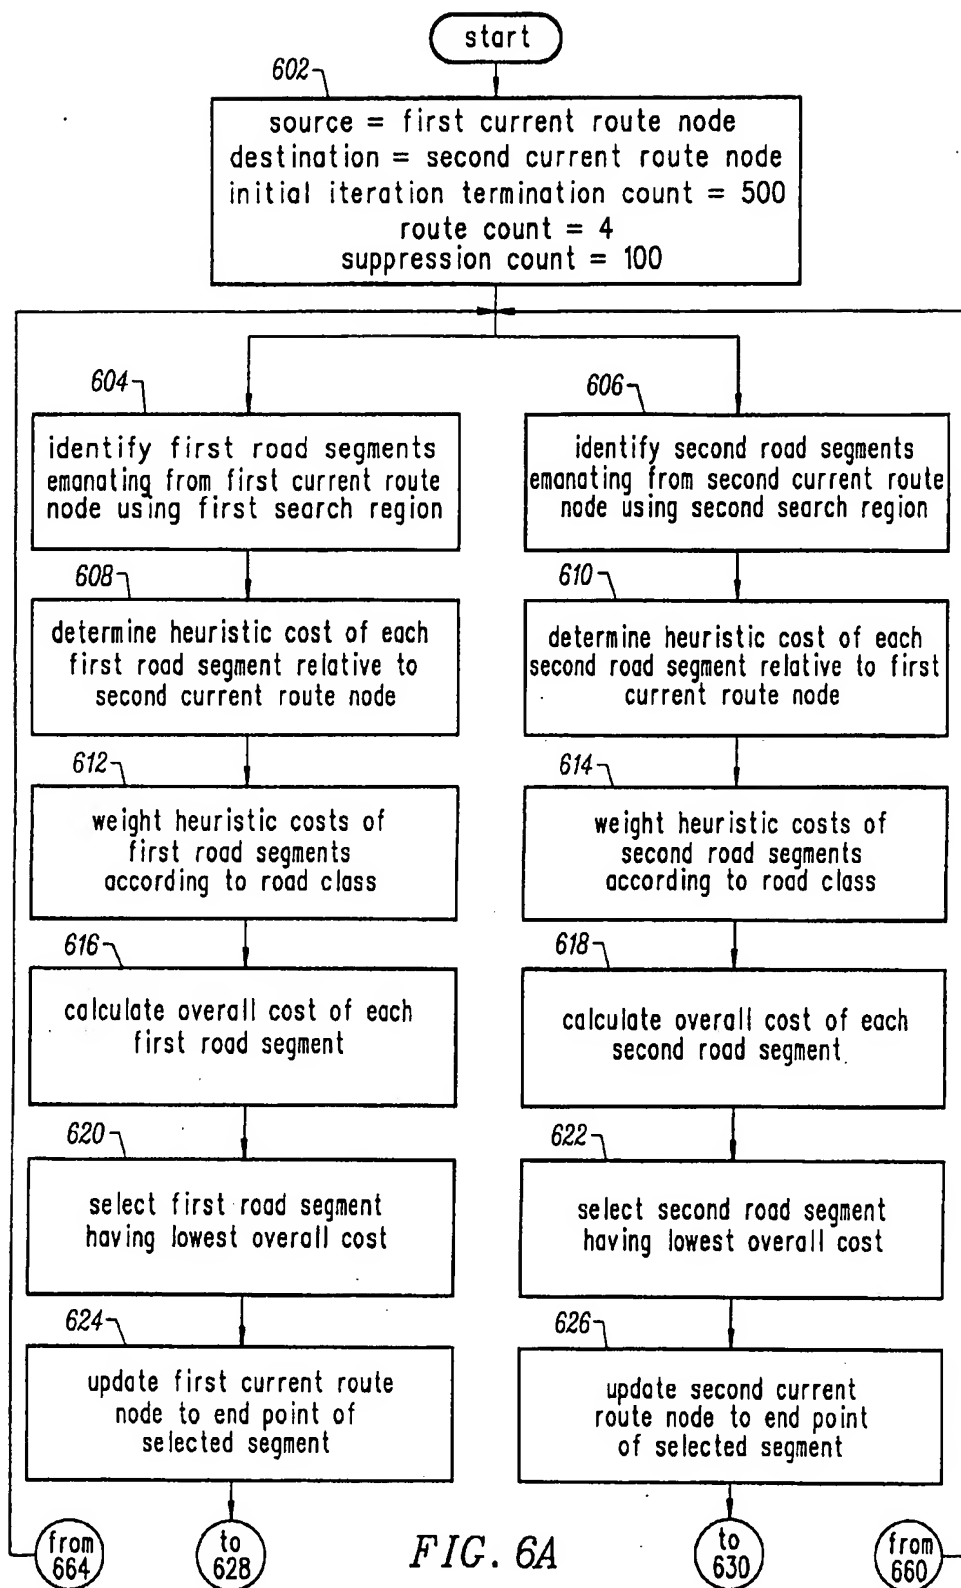 start
602
source = first current route node
destination = second current route node
initial iteration termination count = 500
route count = 4
suppression count = 100
604
identify first road segments
emanating from first current route
node using first search region
606
identify second road segments
emanating from second current route
node using second search region
608
determine heuristic cost of each
first road segment relative to
second current route node
610
determine heuristic cost of each
second road segment relative to first
current route node
612
weight heuristic costs of
first road segments
according to road class
614
weight heuristic costs of
second road segments
according to road class
616
calculate overall cost of each
first road segment
618
calculate overall cost of each
second road segment
620
select first road segment
having lowest overall cost
622
select second road segment
having lowest overall cost
624
update first current route
node to end point of
selected segment
626
update second current
route node to end point
of selected segment
from
664
to
628
FIG. 6A
to
630
from
660